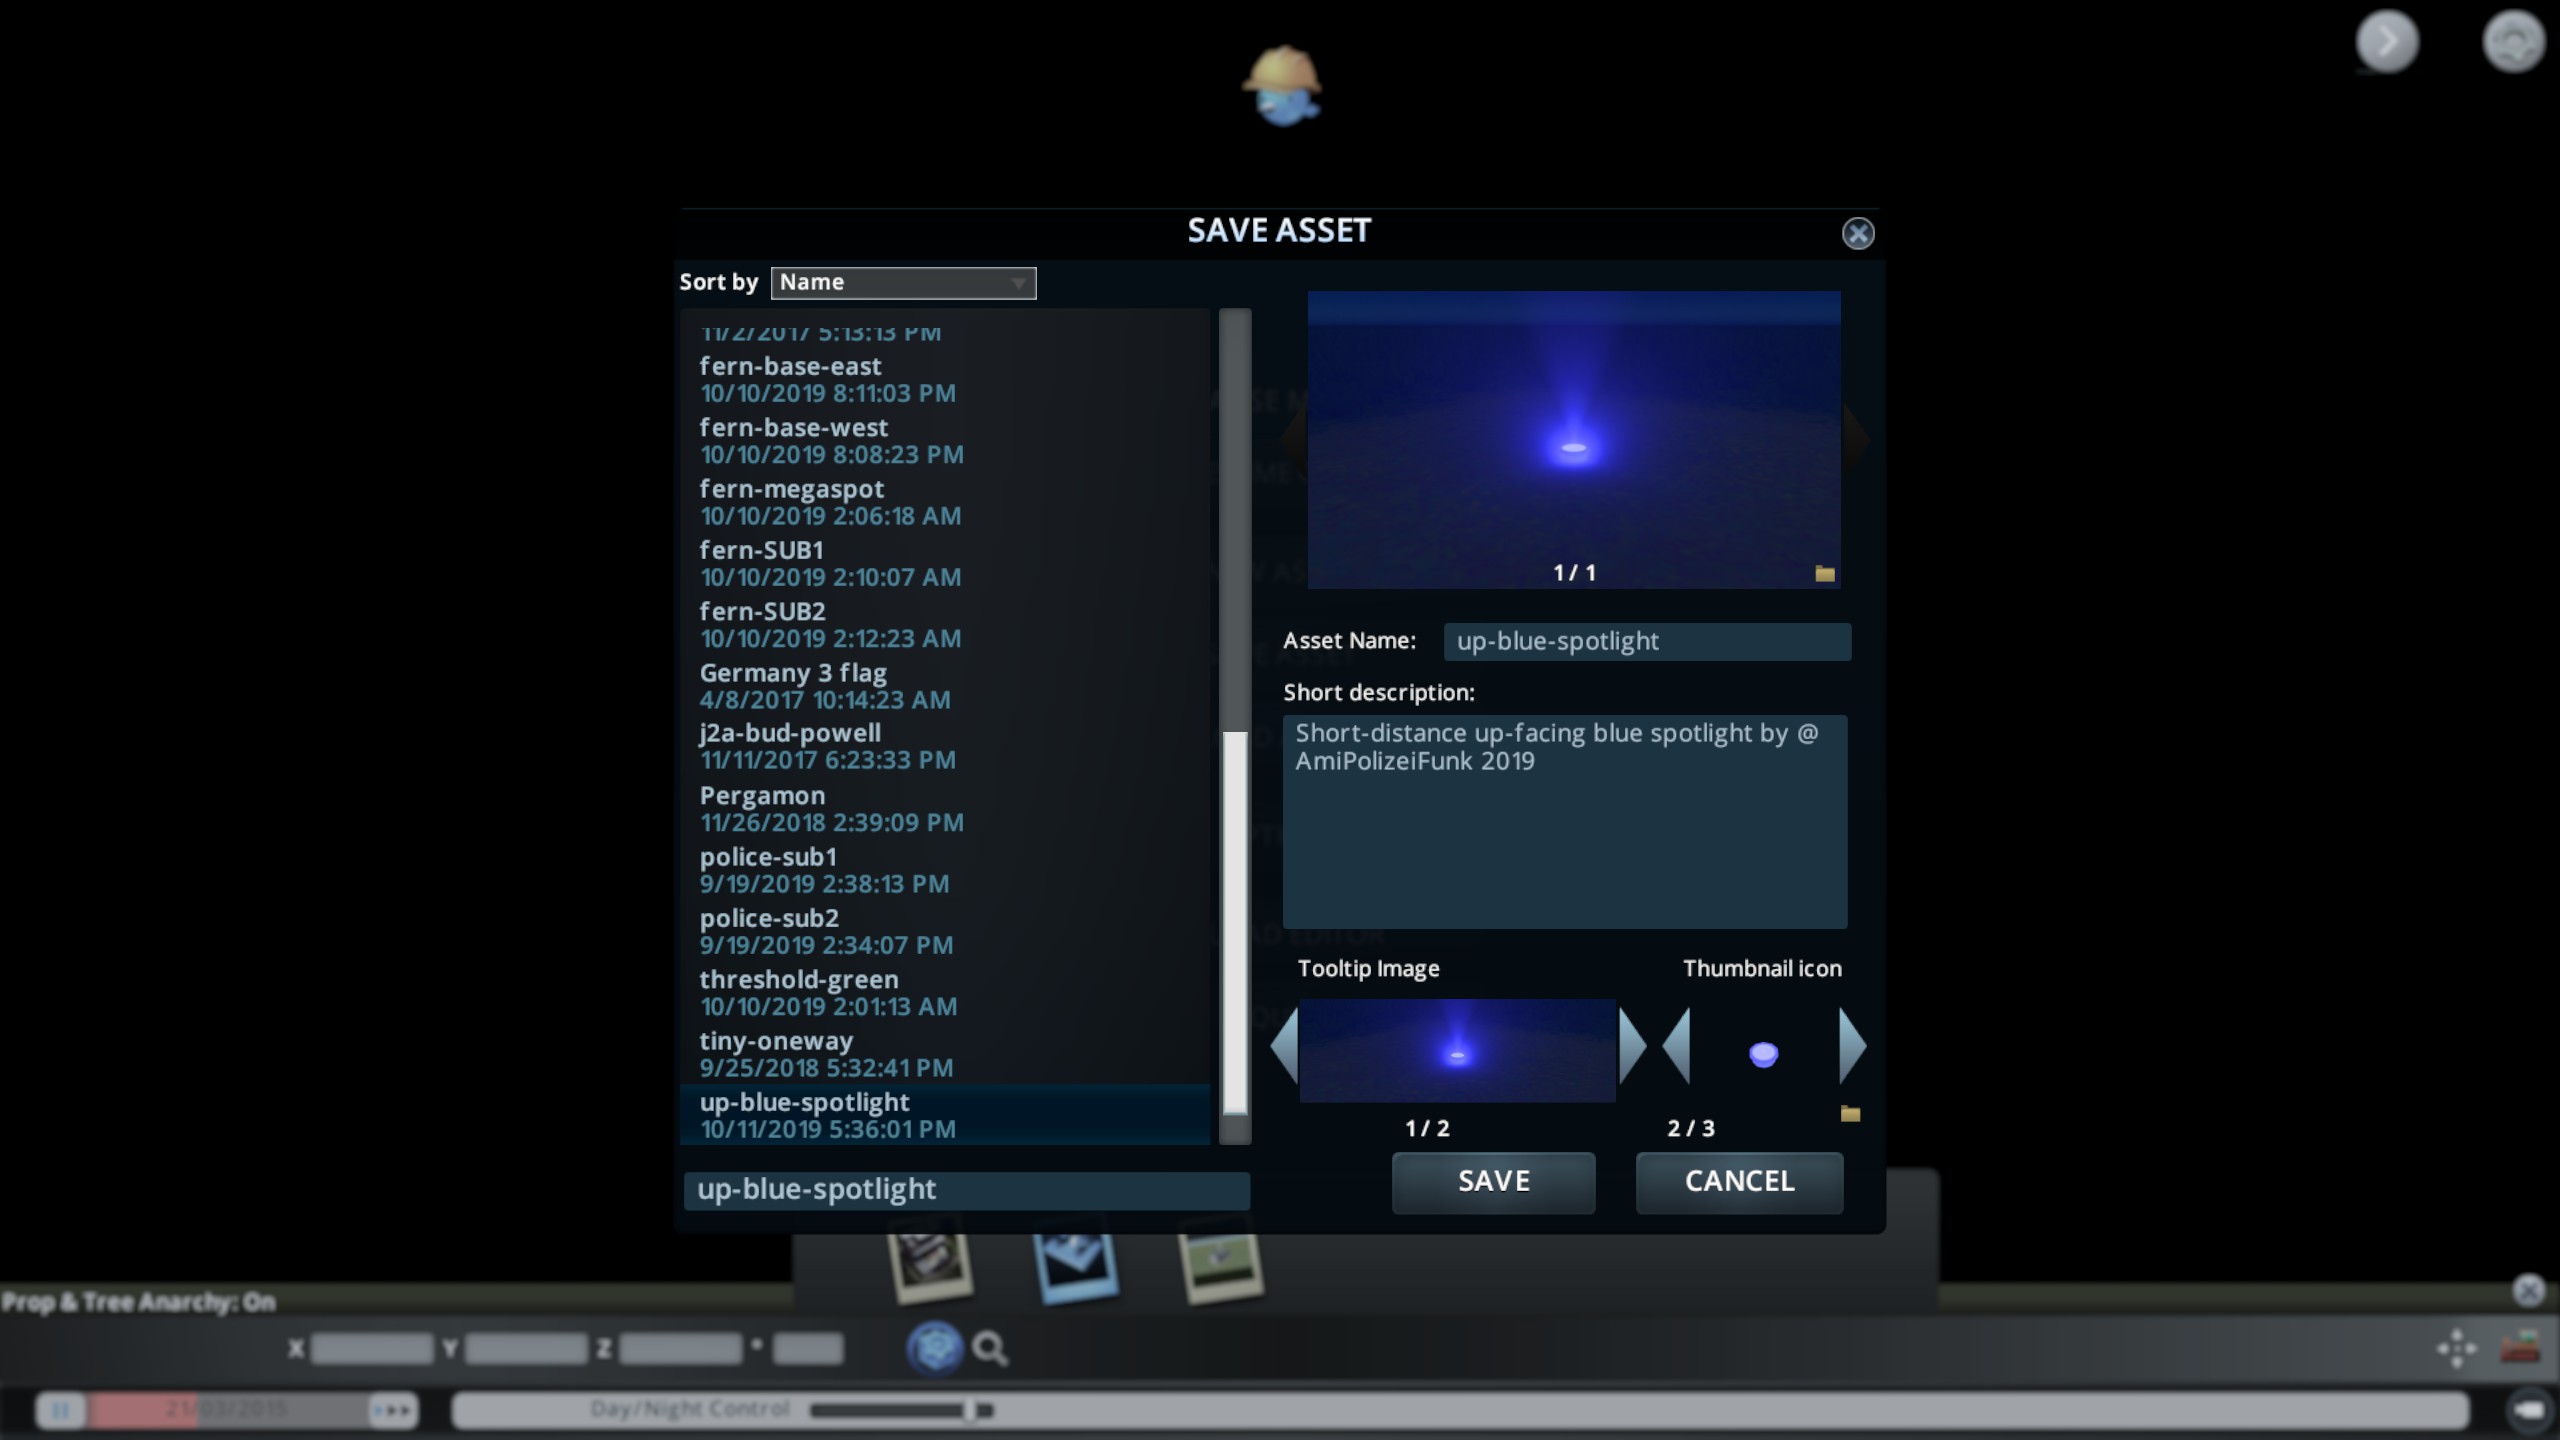 SAVE ASSET
Sort by Name
11/2/2017 5:13:13 PM
fern-base-east
10/10/2019 8:11:03 PM
fern-base-west
10/10/2019 8:08:23 PM
fern-megaspot
10/10/2019 2:06:18 AM
fern-SUB1
10/10/2019 2:10:07 AM
fern-SUB2
10/10/2019 2:12:23 AM
Germany 3 flag
4/8/2017 10:14:23 AM
j2a-bud-powell
11/11/2017 6:23:33 PM
Pergamon
11/26/2018 2:39:09 PM
police-sub1
9/19/2019 2:38:13 PM
police-sub2
9/19/2019 2:34:07 PM
threshold-green
10/10/2019 2:01:13 AM
tiny-oneway
9/25/2018 5:32:41 PM
up-blue-spotlight
10/11/2019 5:36:01 PM
up-blue-spotlight
1 / 1
Asset Name: up-blue-spotlight
Short description:
Short-distance up-facing blue spotlight by @
AmiPolizeiFunk 2019
Tooltip Image
Thumbnail icon
1 / 2
2 / 3
SAVE
CANCEL
Prop & Tree Anarchy: On
X Y Z °
21/03/2015
Day/Night Control